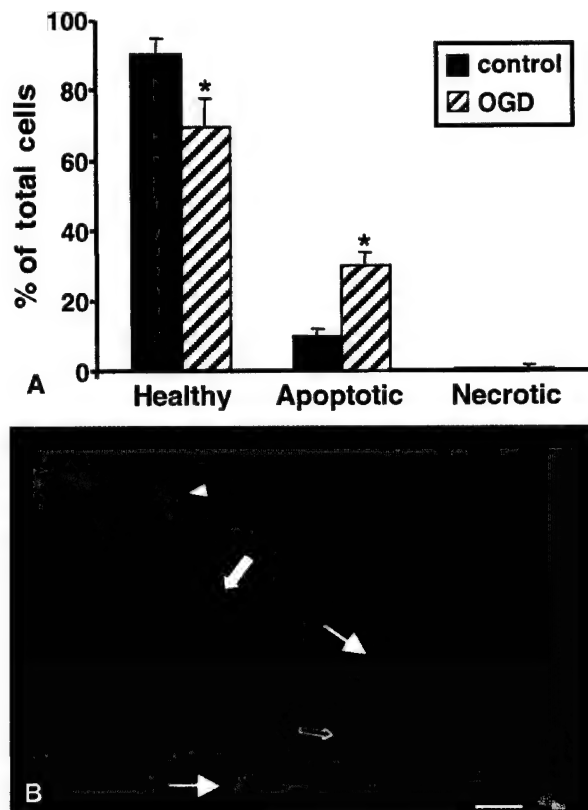 100
80
60
40
20
0
% of total cells
control
OGD
*
*
A
Healthy Apoptotic Necrotic
B